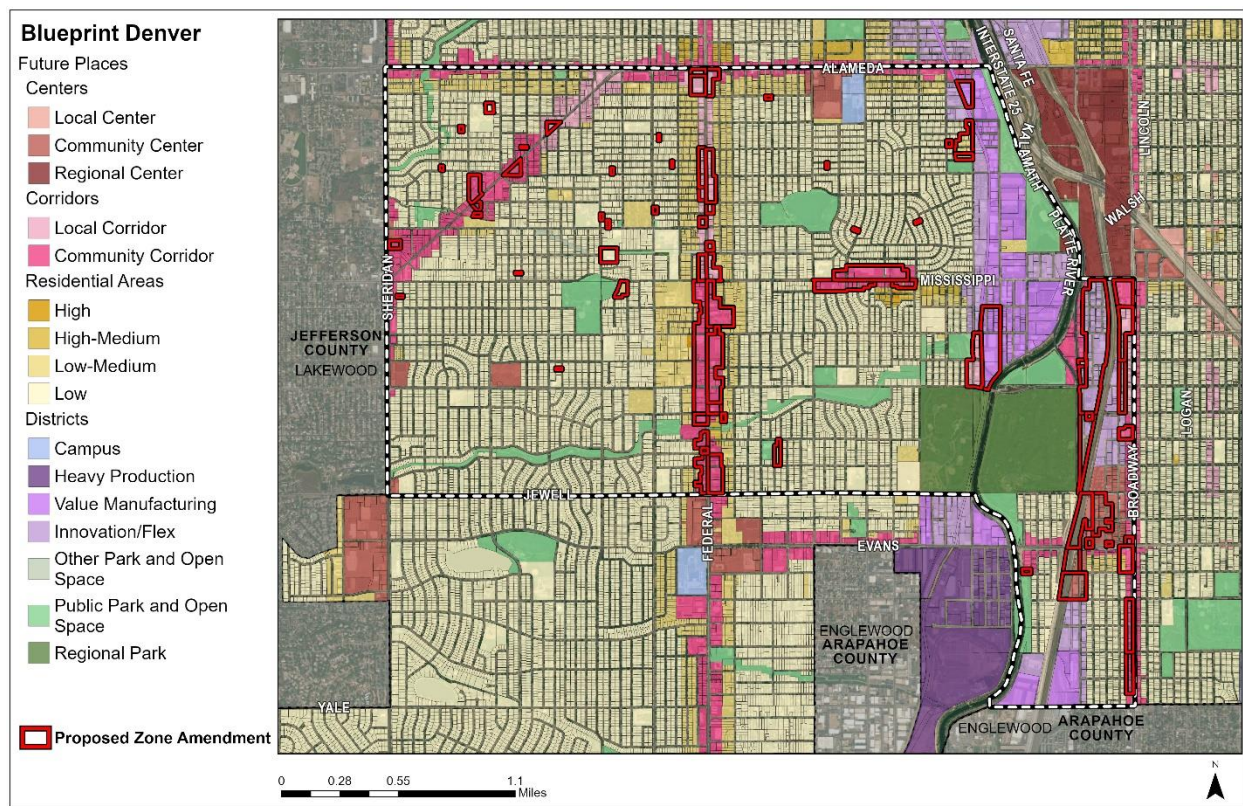 Blueprint Denver
Future Places
Centers
Local Center
Community Center
Regional Center
Corridors
Local Corridor
Community Corridor
Residential Areas
High
High-Medium
Low-Medium
Low
Districts
Campus
Heavy Production
Value Manufacturing
Innovation/Flex
Other Park and Open
Space
Public Park and Open
Space
Regional Park
Proposed Zone Amendment
ALAMEDA
INTERSTATE 25
SANTA FE
KALAMATH
LINCOLN
WALSH
PLATTE RIVER
SHERIDAN
MISSISSIPPI
JEFFERSON
COUNTY
LAKEWOOD
LOGAN
BROADWAY
JEWELL
FEDERAL
EVANS
ENGLEWOOD
ARAPAHOE
COUNTY
YALE
ENGLEWOOD
ARAPAHOE
COUNTY
0 0.28 0.55 1.1
Miles
N